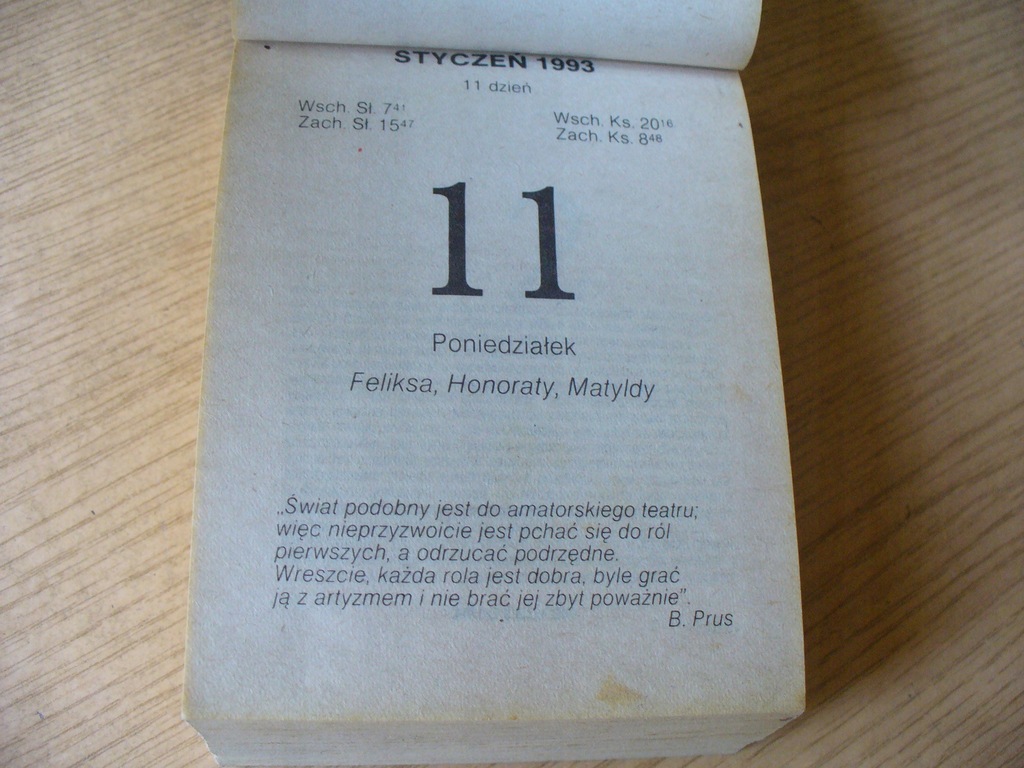 STYCZEŃ 1993
11 dzień
Wsch. Sł. 7⁴¹
Zach. Sł. 15⁴⁷
Wsch. Ks. 20¹⁶
Zach. Ks. 8⁴⁸
11
Poniedziałek
Feliksa, Honoraty, Matyldy
„Świat podobny jest do amatorskiego teatru;
więc nieprzyzwoicie jest pchać się do ról
pierwszych, a odrzucać podrzędne.
Wreszcie, każda rola jest dobra, byle grać
ją z artyzmem i nie brać jej zbyt poważnie”.
B. Prus